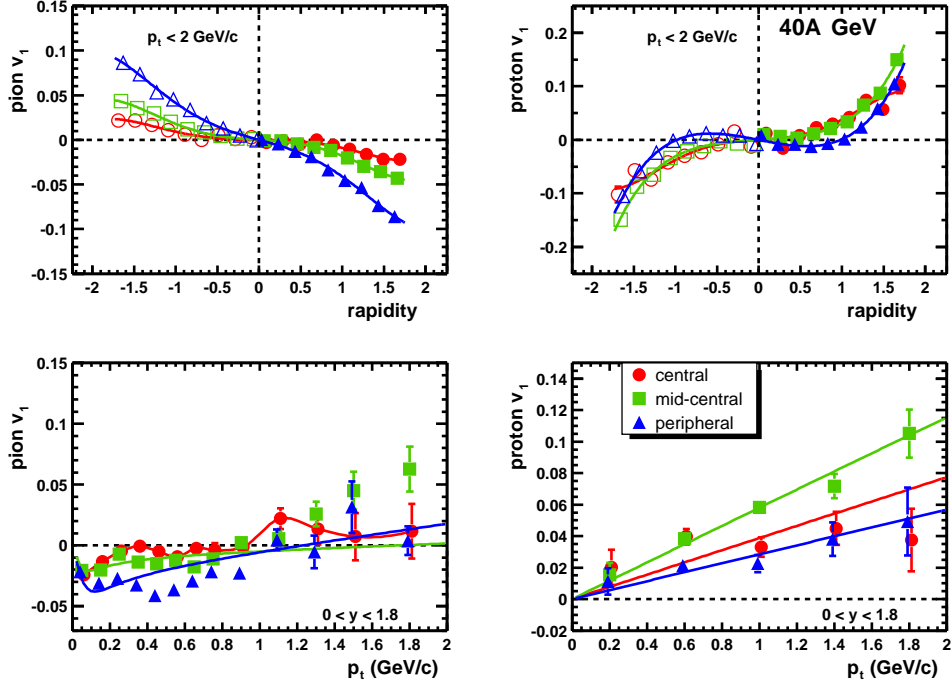 pion v1
0.15
0.1
0.05
0
-0.05
-0.1
-0.15
pt < 2 GeV/c
-2 -1.5 -1 -0.5 0 0.5 1 1.5 2
rapidity
proton v1
0.2
0.1
0
-0.1
-0.2
pt < 2 GeV/c
40A GeV
-2 -1.5 -1 -0.5 0 0.5 1 1.5 2
rapidity
pion v1
0.15
0.1
0.05
0
-0.05
0 < y < 1.8
0 0.2 0.4 0.6 0.8 1 1.2 1.4 1.6 1.8 2
pt (GeV/c)
proton v1
0.14
0.12
0.1
0.08
0.06
0.04
0.02
0
-0.02
central
mid-central
peripheral
0 < y < 1.8
0 0.2 0.4 0.6 0.8 1 1.2 1.4 1.6 1.8 2
pt (GeV/c)